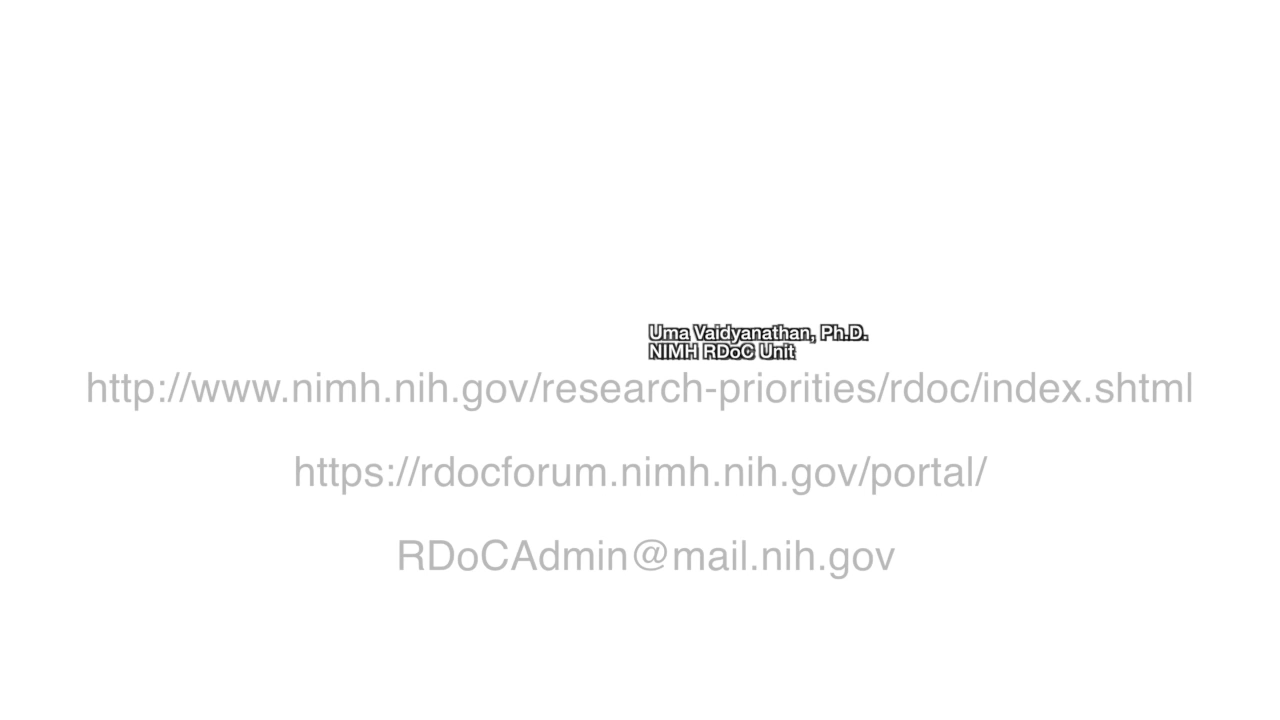 Uma Vaidyanathan, Ph.D.
NIMH RDoC Unit
http://www.nimh.nih.gov/research-priorities/rdoc/index.shtml
https://rdocforum.nimh.nih.gov/portal/
RDoCAdmin@mail.nih.gov